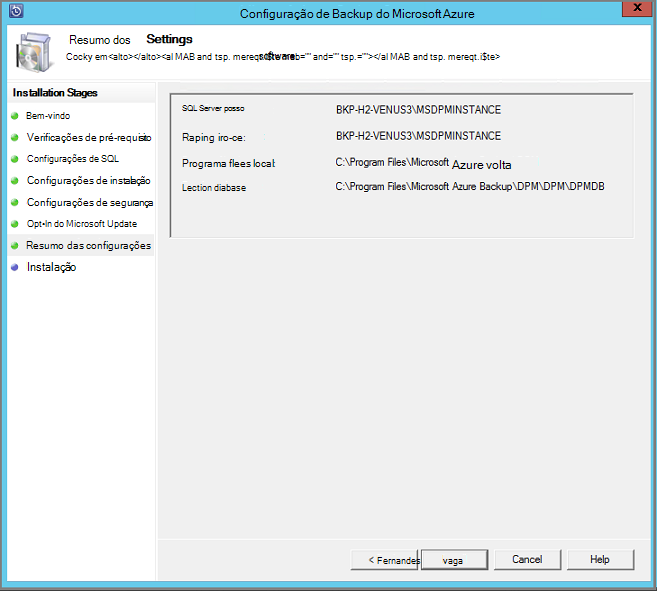 Configuração de Backup do Microsoft Azure
X
Resumo dos Settings
Cocky em<alto></alto><al MAB and tsp. mereqt and="" tsp.=""></al MAB and tsp. mereqt.i$te>
Installation Stages
Bem-vindo
Verificações de pré-requisito
Configurações de SQL
Configurações de instalação
Configurações de segurança
Opt•In do Microsoft Update
Resumo das configurações
Instalação
SQL Server posso BKP-H2-VENUS3\MSDPMINSTANCE
Raping iro-ce: BKP-H2-VENUS3\MSDPMINSTANCE
Programa flees local: C:\Program Files\Microsoft Azure volta
Lection diabase C:\Program Files\Microsoft Azure Backup\DPM\DPM\DPMDB
< Fernandes
vaga
Cancel
Help